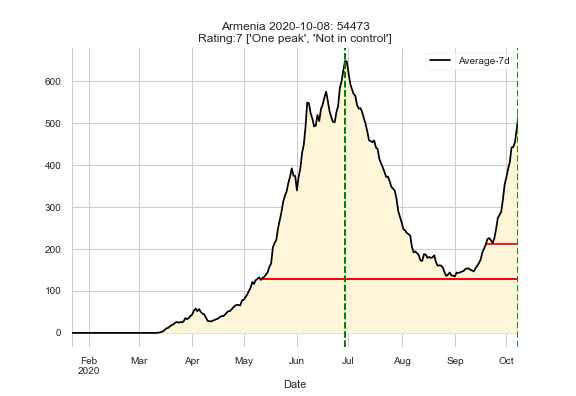 Armenia 2020-10-08: 54473
Rating:7 ['One peak', 'Not in control']
Average-7d
600
500
400
300
200
100
0
Feb
2020
Mar
Apr
May
Jun
Jul
Aug
Sep
Oct
Date